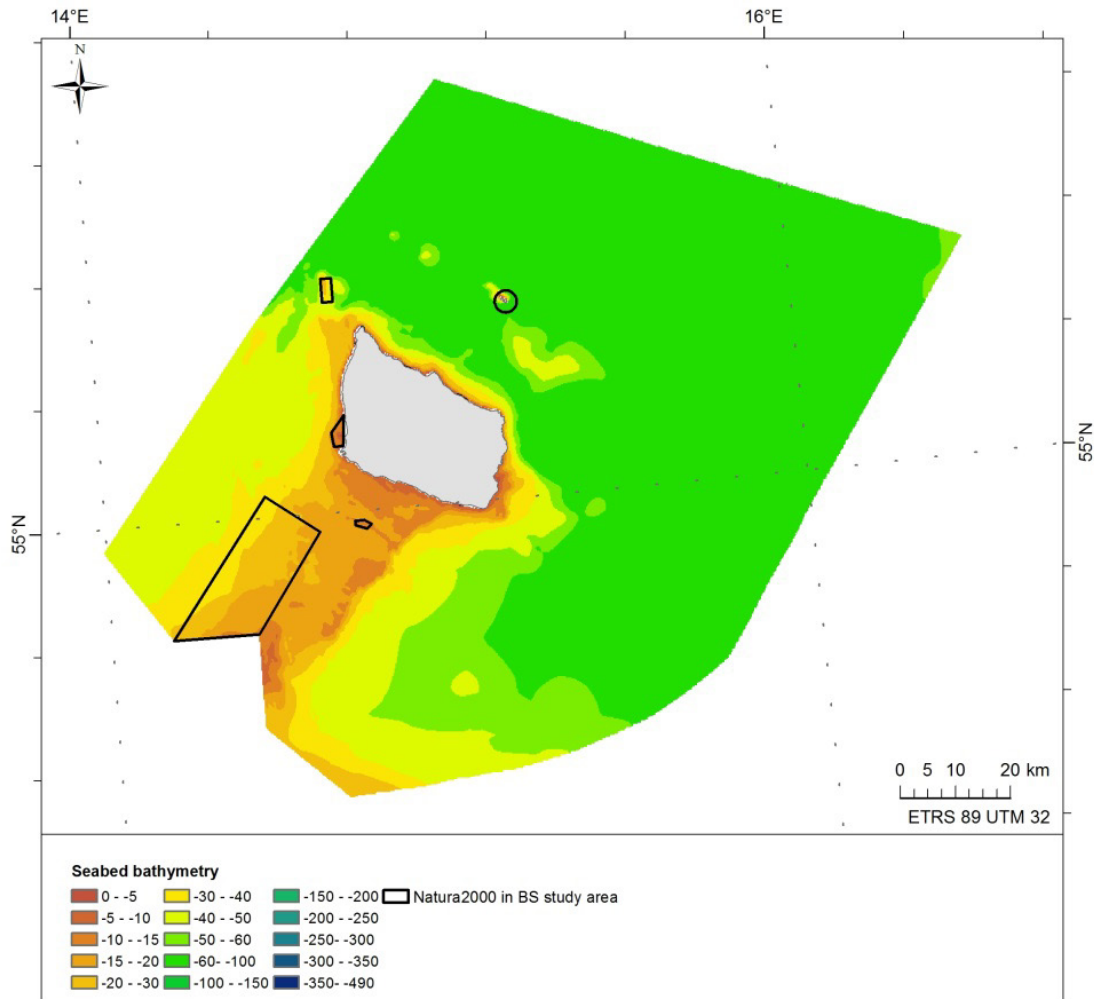 14°E 16°E
N
55°N
55°N
0 5 10 20 km
ETRS 89 UTM 32
Seabed bathymetry
0 - -5 -30 - -40 -150 - -200 Natura2000 in BS study area
-5 - -10 -40 - -50 -200 - -250
-10 - -15 -50 - -60 -250 - -300
-15 - -20 -60 - -100 -300 - -350
-20 - -30 -100 - -150 -350 - -490